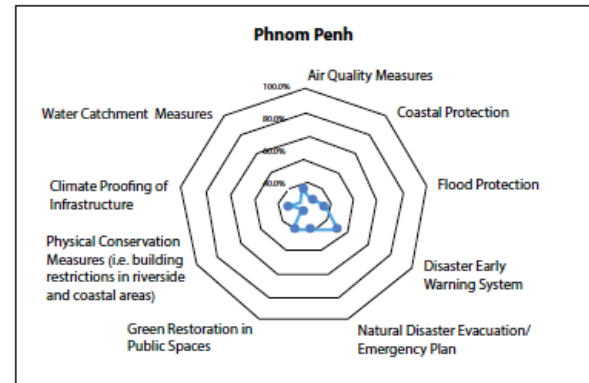 Phnom Penh
Air Quality Measures
100.0%
Water Catchment Measures
Coastal Protection
80.0%
60.0%
Climate Proofing of
Infrastructure
40.0%
Flood Protection
Physical Conservation
Measures (i.e. building
restrictions in riverside
and coastal areas)
Disaster Early
Warning System
Green Restoration in
Public Spaces
Natural Disaster Evacuation/
Emergency Plan